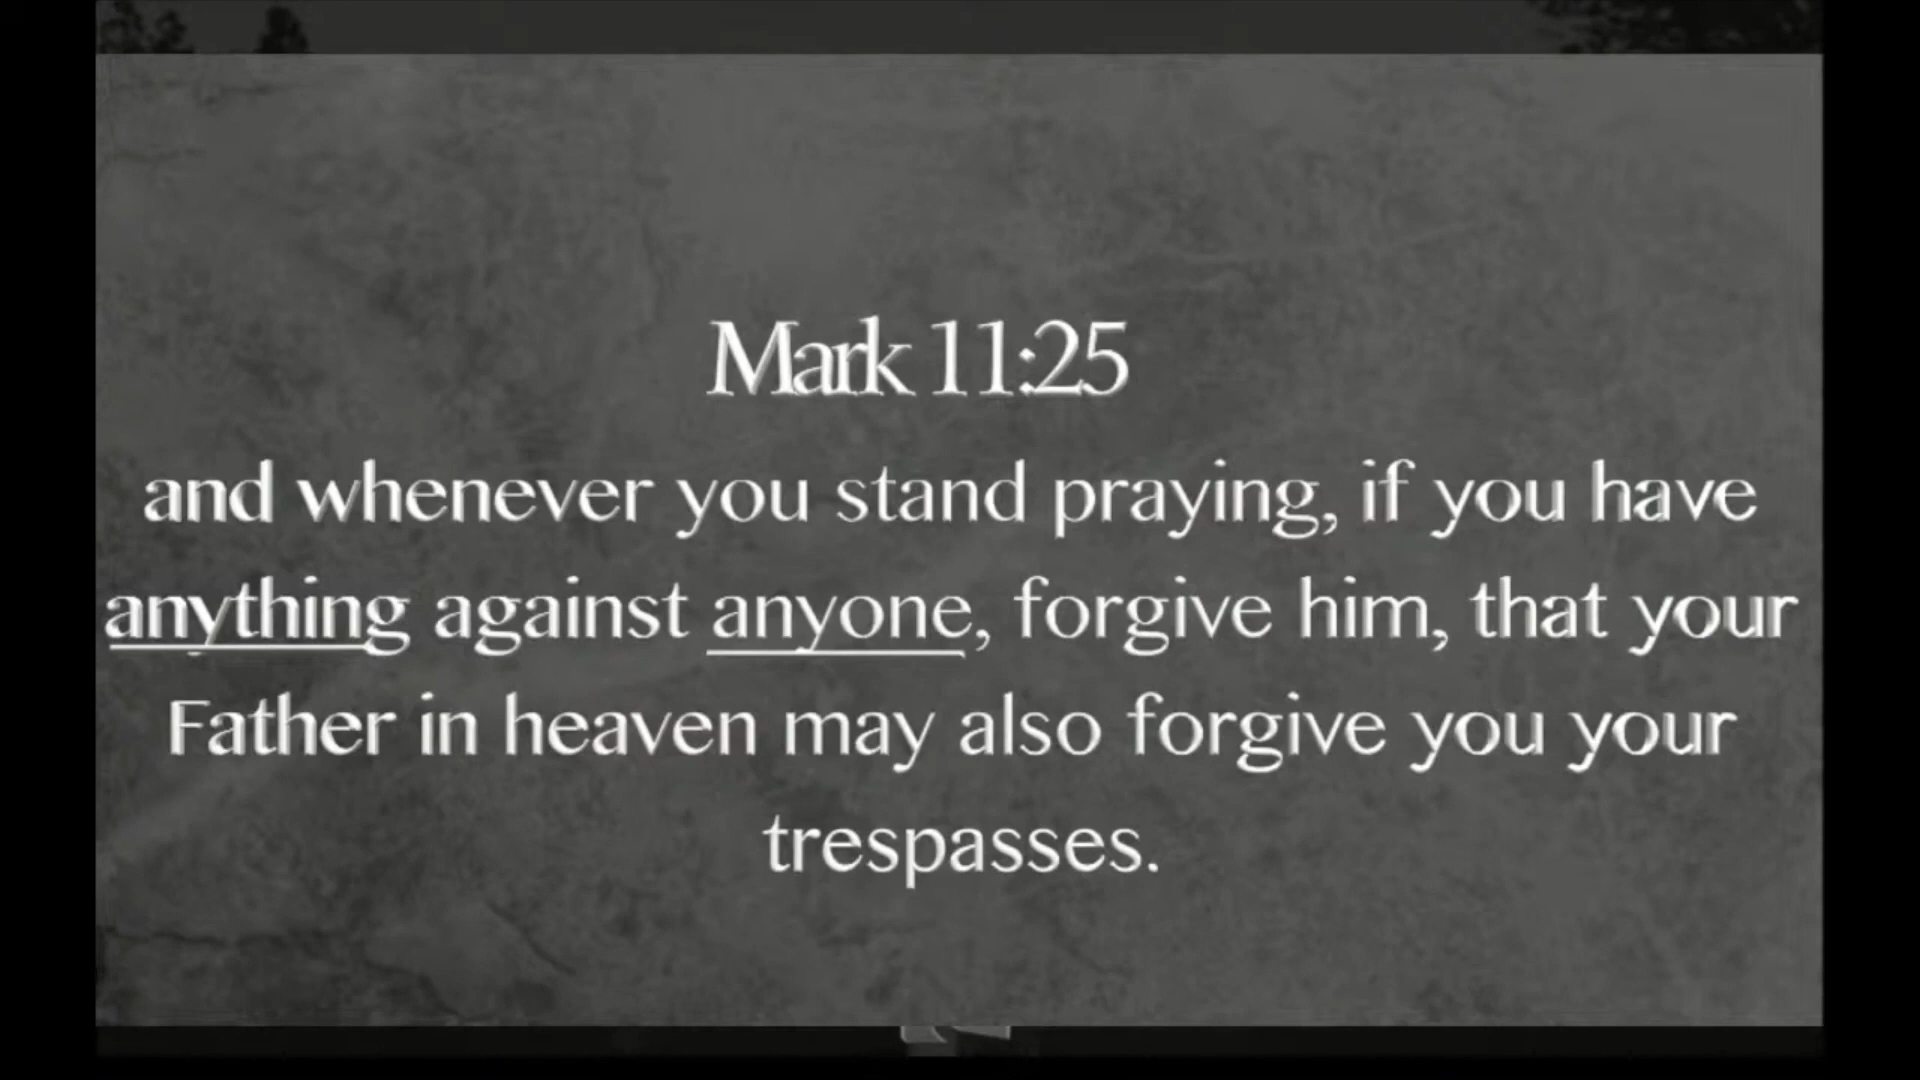 Mark 11:25
and whenever you stand praying, if you have
anything against anyone, forgive him, that your
Father in heaven may also forgive you your
trespasses.